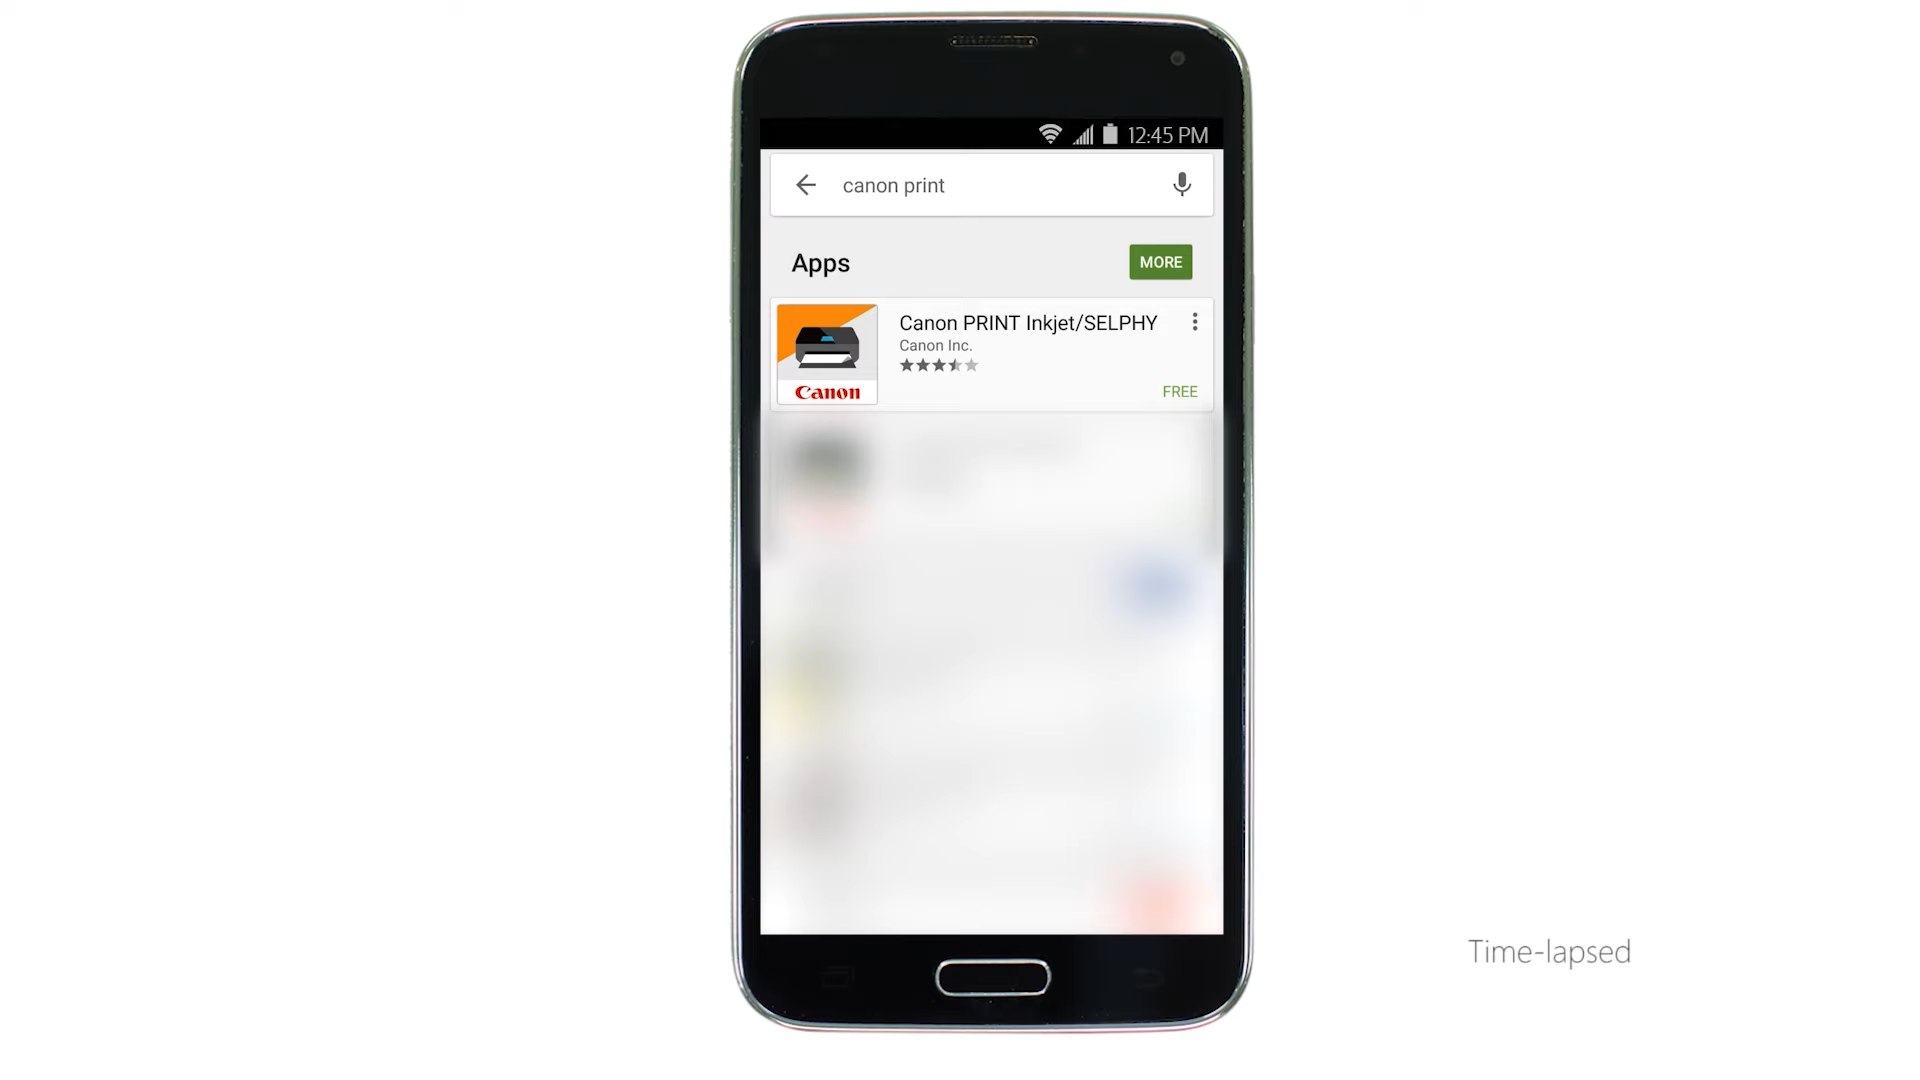 12:45 PM
canon print
Apps
MORE
Canon PRINT Inkjet/SELPHY
Canon Inc.
FREE
Canon
Time-lapsed